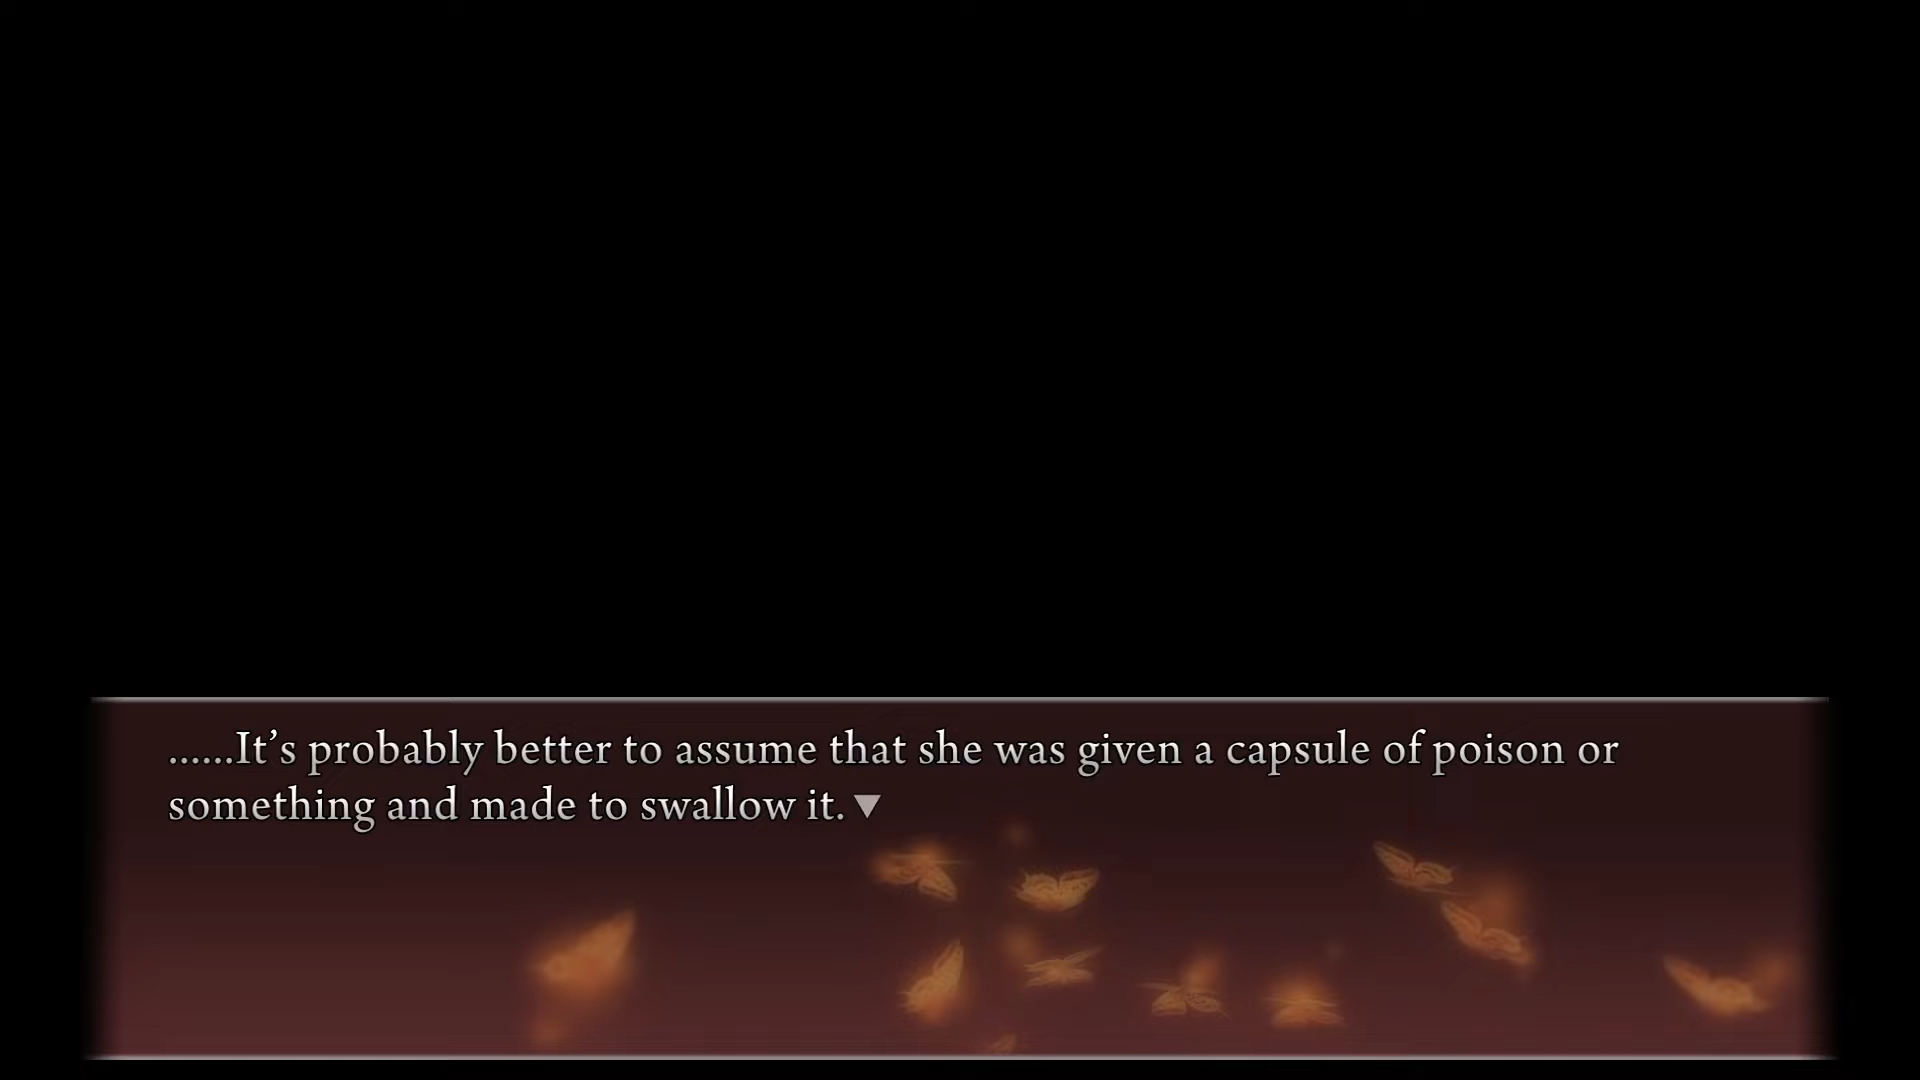 ......It’s probably better to assume that she was given a capsule of poison or
something and made to swallow it.